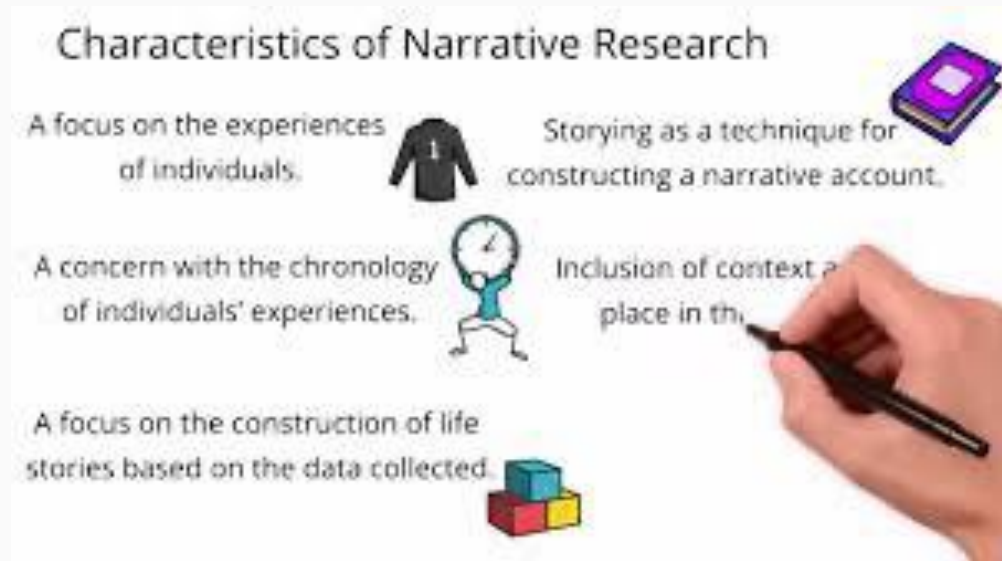 Characteristics of Narrative Research
A focus on the experiences
of individuals.
Storying as a technique for
constructing a narrative account.
A concern with the chronology
of individuals' experiences.
Inclusion of context
place in
A focus on the construction of life
stories based on the data collected.
1